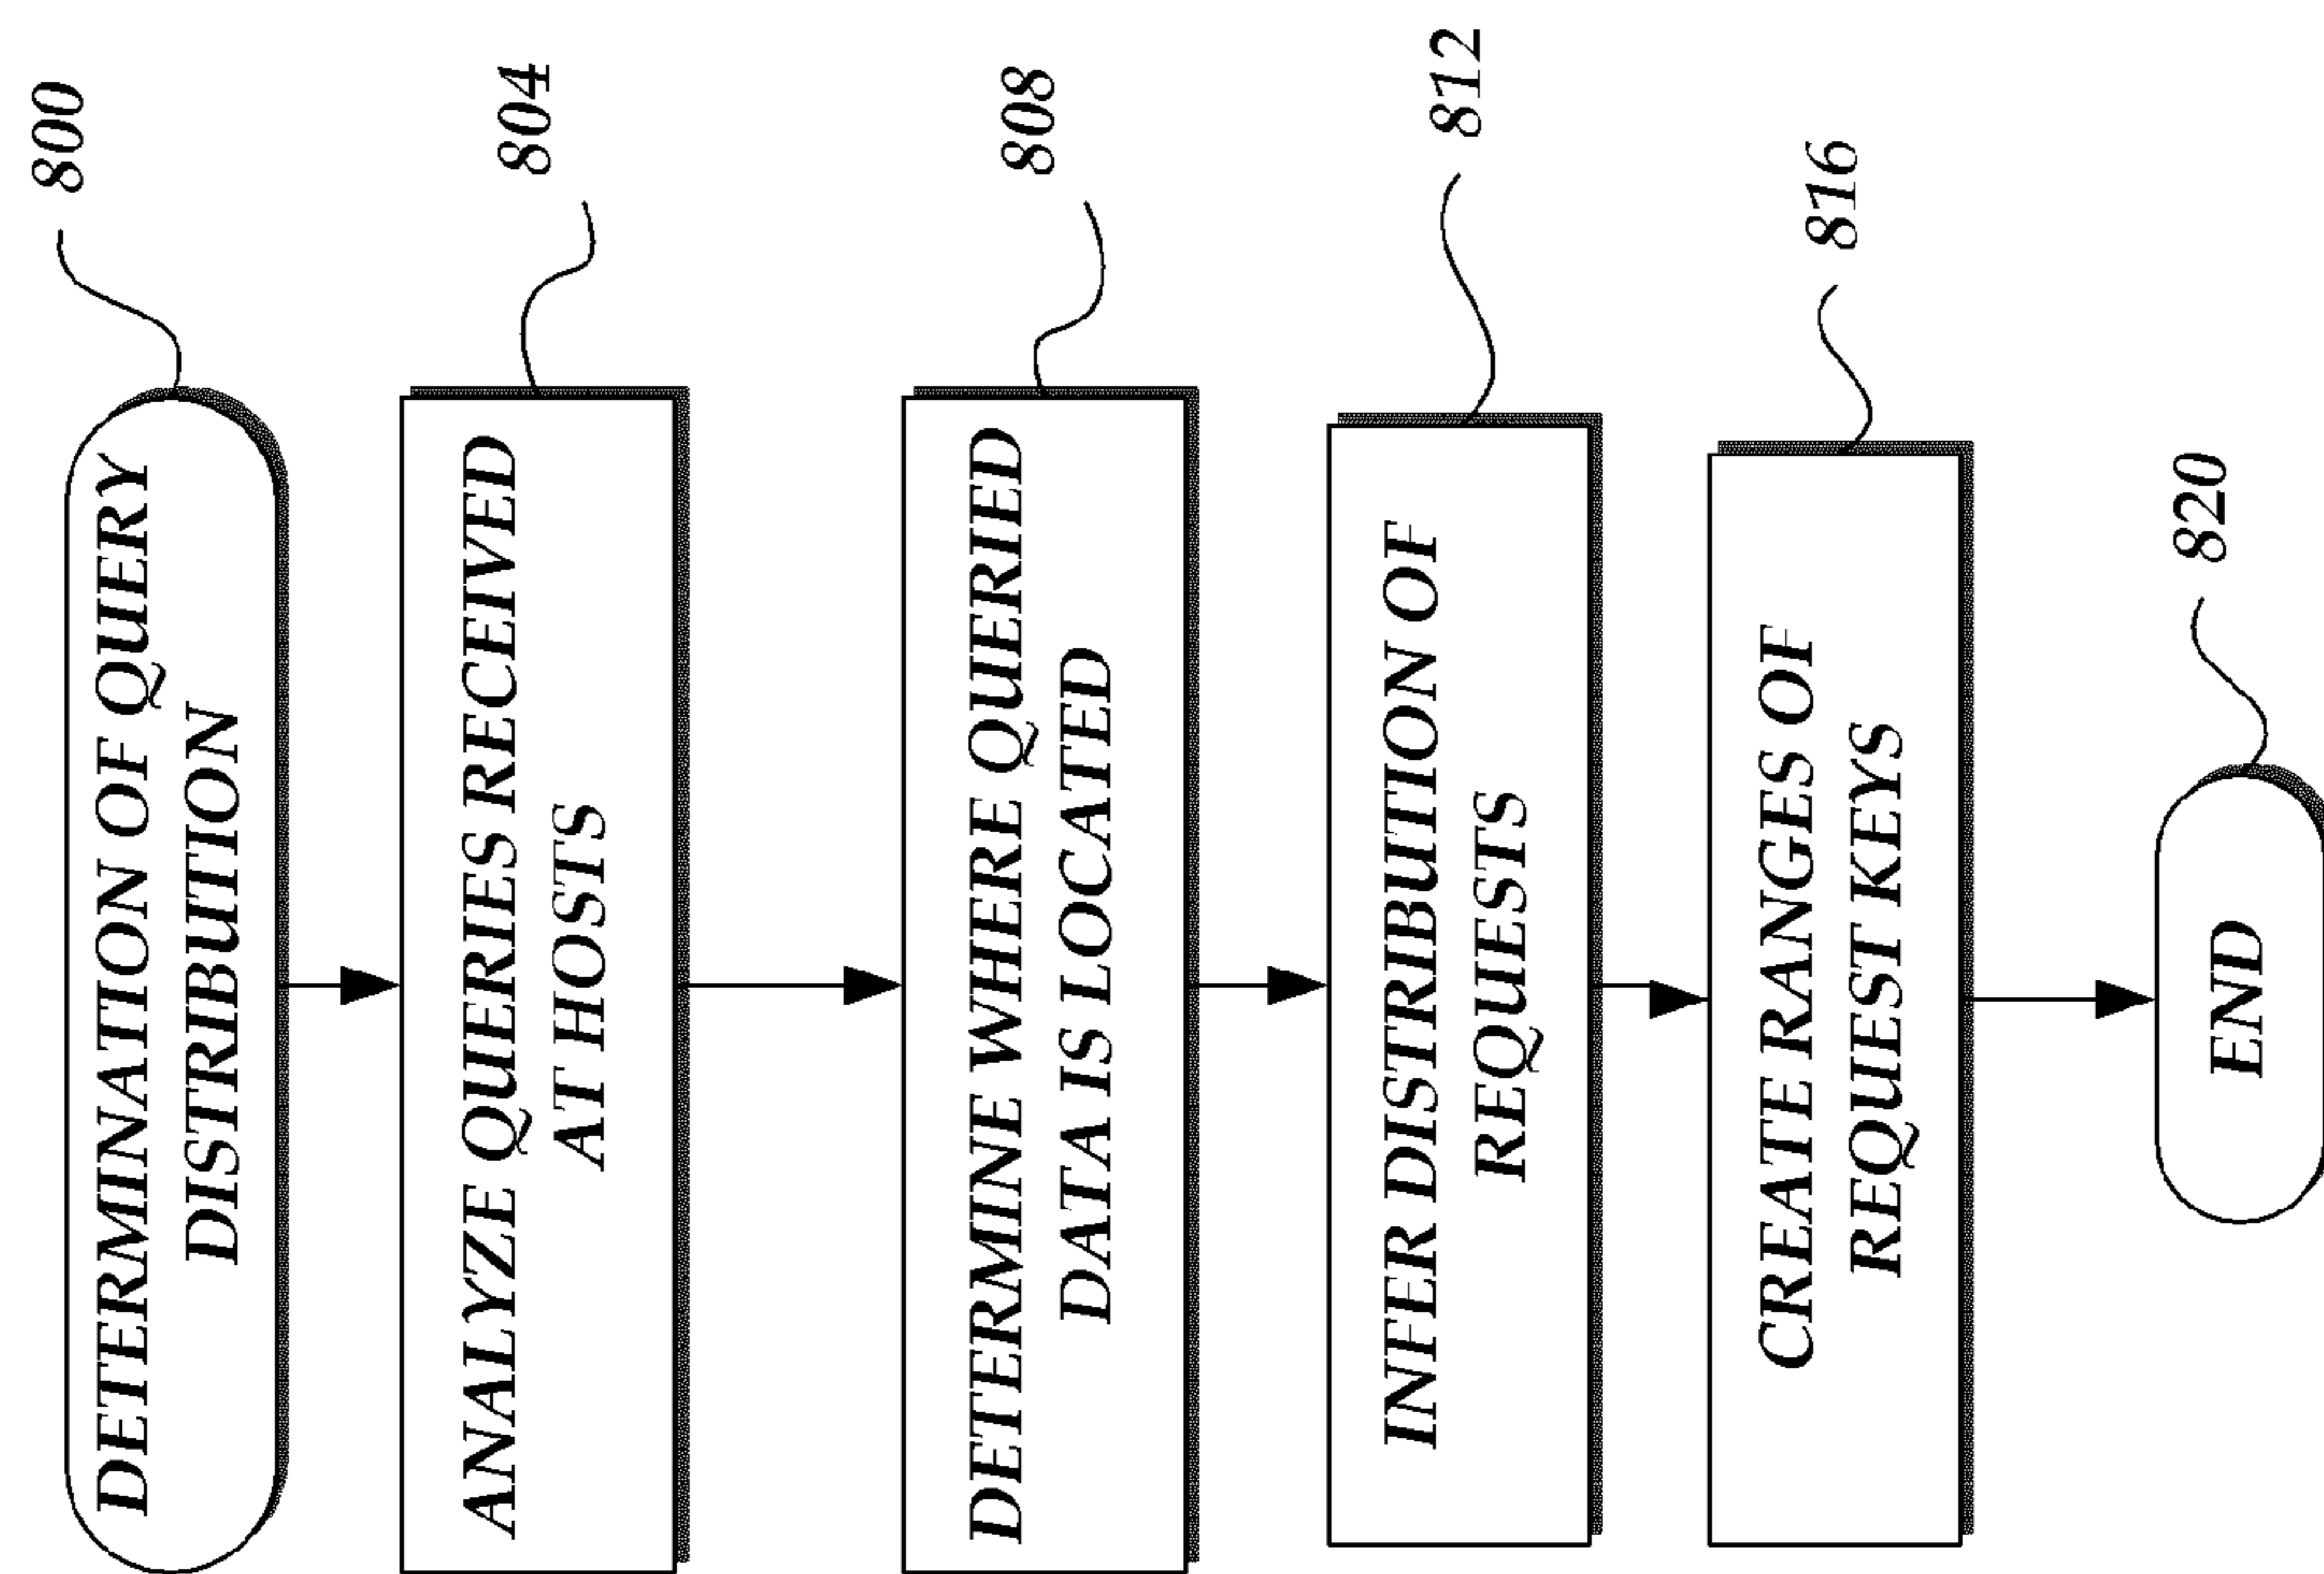 DETERMINATION OF QUERY
DISTRIBUTION
800
ANALYZE QUERIES RECEIVED
AT HOSTS
804
DETERMINE WHERE QUERIED
DATA IS LOCATED
808
INFER DISTRIBUTION OF
REQUESTS
812
CREATE RANGES OF
REQUEST KEYS
816
END
820